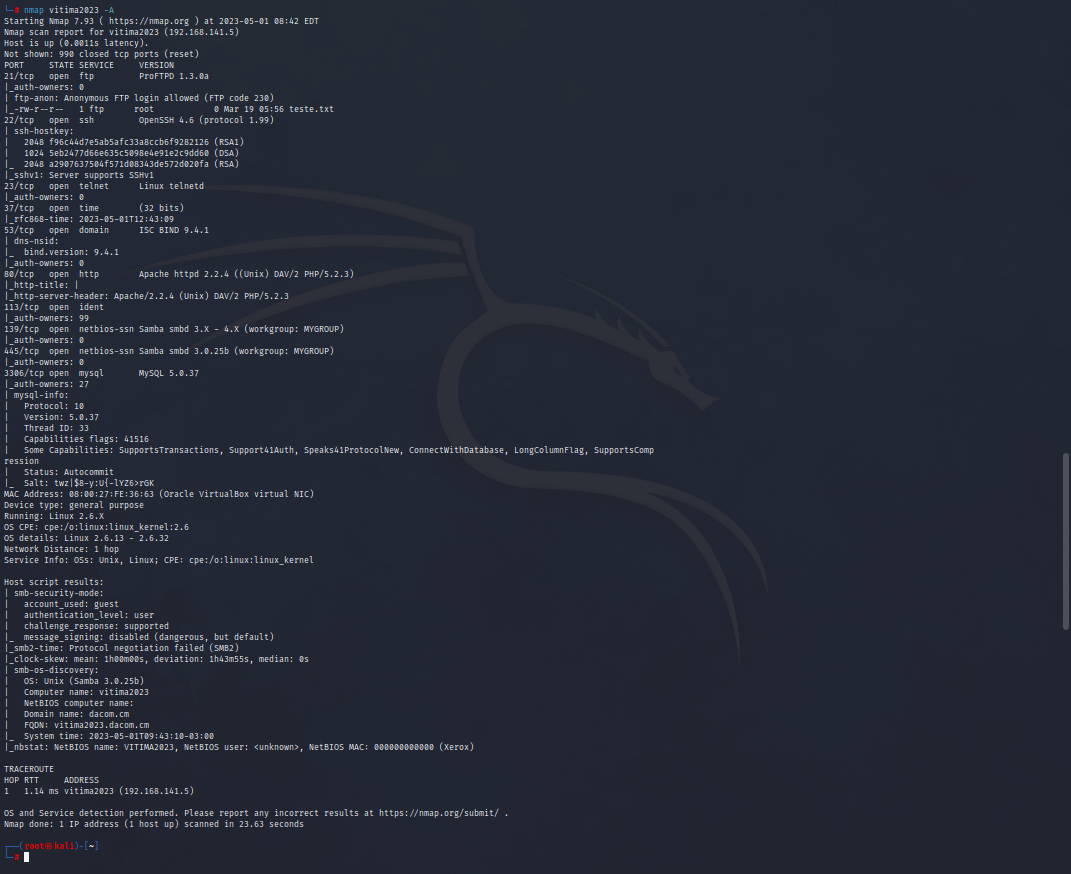 └─# nmap vitima2023 -A
Starting Nmap 7.93 ( https://nmap.org ) at 2023-05-01 08:42 EDT
Nmap scan report for vitima2023 (192.168.141.5)
Host is up (0.0011s latency).
Not shown: 990 closed tcp ports (reset)
PORT     STATE SERVICE     VERSION
21/tcp   open  ftp         ProFTPD 1.3.0a
|_auth-owners: 0
| ftp-anon: Anonymous FTP login allowed (FTP code 230)
|_-rw-r--r--   1 ftp      root            0 Mar 19 05:56 teste.txt
22/tcp   open  ssh         OpenSSH 4.6 (protocol 1.99)
| ssh-hostkey:
|   2048 f96c44d7e5ab5afc33a8ccb6f9282126 (RSA1)
|   1024 5eb2477d66e635c5098e4e91e2c9dd60 (DSA)
|_  2048 a2907637504f571d08343de572d020fa (RSA)
|_sshv1: Server supports SSHv1
23/tcp   open  telnet      Linux telnetd
|_auth-owners: 0
37/tcp   open  time        (32 bits)
|_rfc868-time: 2023-05-01T12:43:09
53/tcp   open  domain      ISC BIND 9.4.1
| dns-nsid:
|_  bind.version: 9.4.1
|_auth-owners: 0
80/tcp   open  http        Apache httpd 2.2.4 ((Unix) DAV/2 PHP/5.2.3)
|_http-title: |
|_http-server-header: Apache/2.2.4 (Unix) DAV/2 PHP/5.2.3
113/tcp  open  ident
|_auth-owners: 99
139/tcp  open  netbios-ssn Samba smbd 3.X - 4.X (workgroup: MYGROUP)
|_auth-owners: 0
445/tcp  open  netbios-ssn Samba smbd 3.0.25b (workgroup: MYGROUP)
|_auth-owners: 0
3306/tcp open  mysql       MySQL 5.0.37
|_auth-owners: 27
| mysql-info:
|   Protocol: 10
|   Version: 5.0.37
|   Thread ID: 33
|   Capabilities flags: 41516
|   Some Capabilities: SupportsTransactions, Support41Auth, Speaks41ProtocolNew, ConnectWithDatabase, LongColumnFlag, SupportsComp
ression
|   Status: Autocommit
|_  Salt: twz|$8-y:U{-lYZ6>rGK
MAC Address: 08:00:27:FE:36:63 (Oracle VirtualBox virtual NIC)
Device type: general purpose
Running: Linux 2.6.X
OS CPE: cpe:/o:linux:linux_kernel:2.6
OS details: Linux 2.6.13 - 2.6.32
Network Distance: 1 hop
Service Info: OSs: Unix, Linux; CPE: cpe:/o:linux:linux_kernel

Host script results:
| smb-security-mode:
|   account_used: guest
|   authentication_level: user
|   challenge_response: supported
|_  message_signing: disabled (dangerous, but default)
|_smb2-time: Protocol negotiation failed (SMB2)
|_clock-skew: mean: 1h00m00s, deviation: 1h43m55s, median: 0s
| smb-os-discovery:
|   OS: Unix (Samba 3.0.25b)
|   Computer name: vitima2023
|   NetBIOS computer name:
|   Domain name: dacom.cm
|   FQDN: vitima2023.dacom.cm
|_  System time: 2023-05-01T09:43:10-03:00
|_nbstat: NetBIOS name: VITIMA2023, NetBIOS user: <unknown>, NetBIOS MAC: 000000000000 (Xerox)

TRACEROUTE
HOP RTT     ADDRESS
1   1.14 ms vitima2023 (192.168.141.5)

OS and Service detection performed. Please report any incorrect results at https://nmap.org/submit/ .
Nmap done: 1 IP address (1 host up) scanned in 23.63 seconds

┌──(root㉿kali)-[~]
└─#